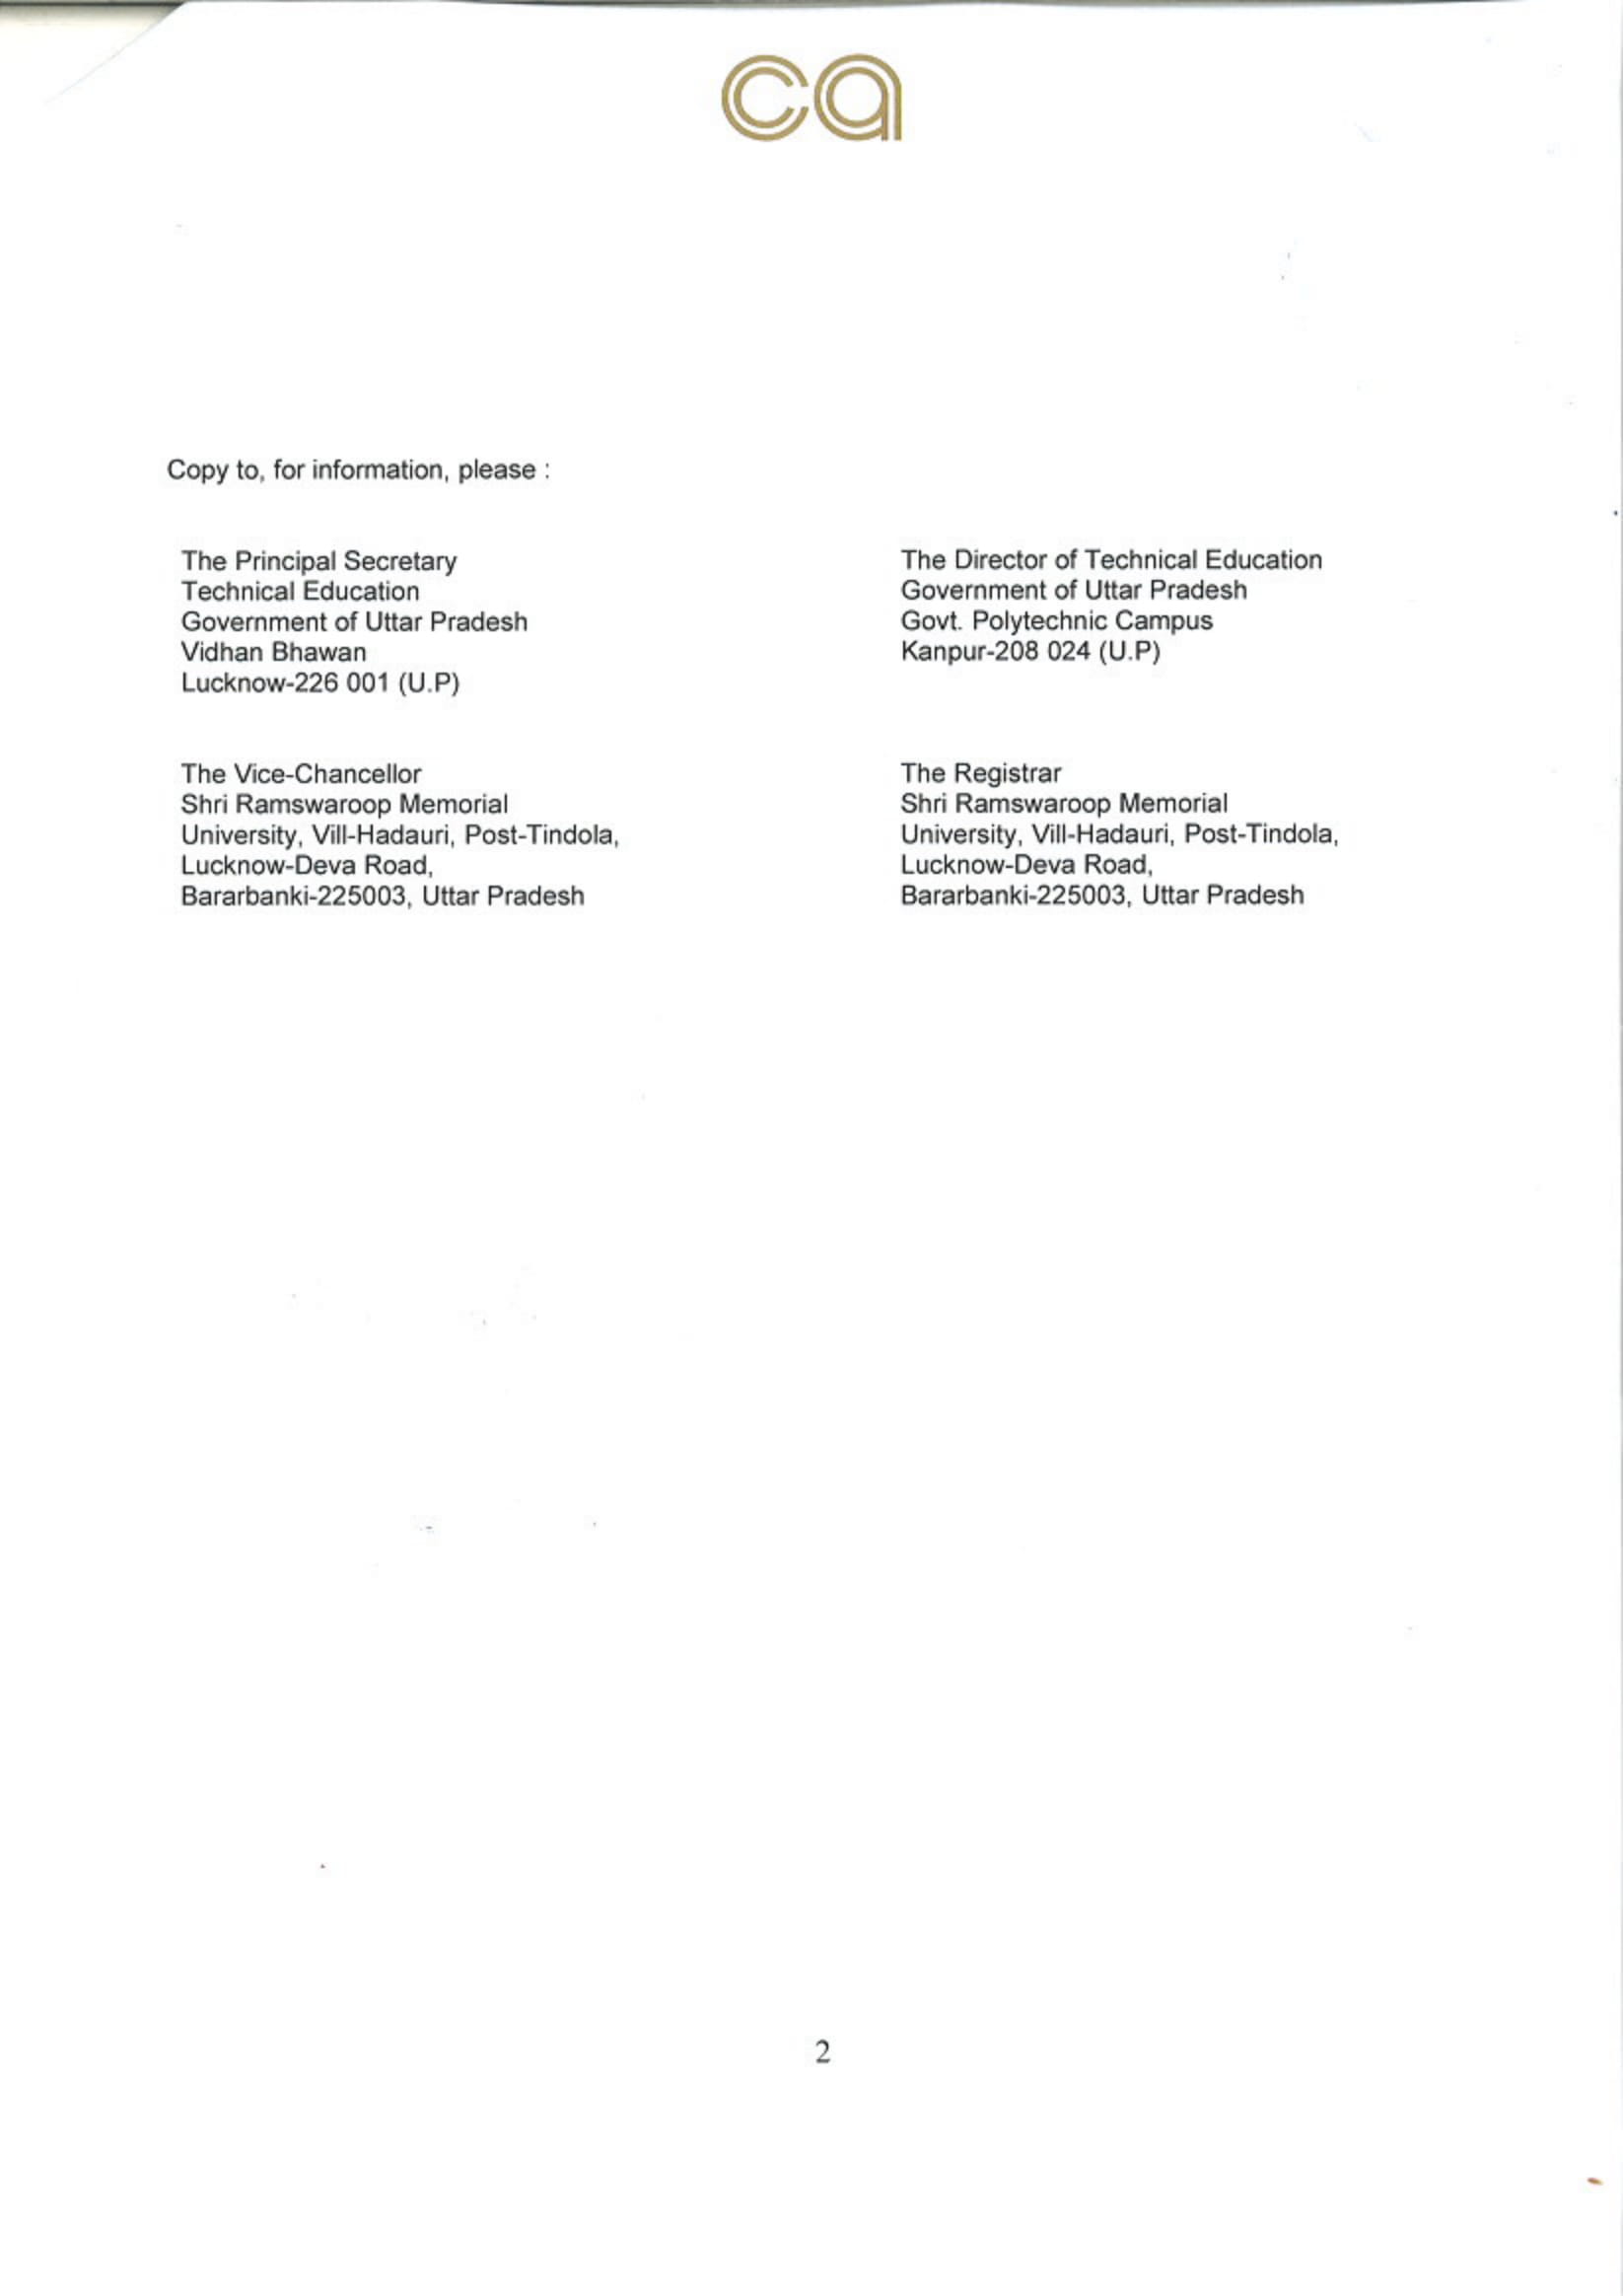 ca
Copy to, for information, please :
The Principal Secretary
Technical Education
Government of Uttar Pradesh
Vidhan Bhawan
Lucknow-226 001 (U.P)
The Director of Technical Education
Government of Uttar Pradesh
Govt. Polytechnic Campus
Kanpur-208 024 (U.P)
The Vice-Chancellor
Shri Ramswaroop Memorial
University, Vill-Hadauri, Post-Tindola,
Lucknow-Deva Road,
Bararbanki-225003, Uttar Pradesh
The Registrar
Shri Ramswaroop Memorial
University, Vill-Hadauri, Post-Tindola,
Lucknow-Deva Road,
Bararbanki-225003, Uttar Pradesh
2